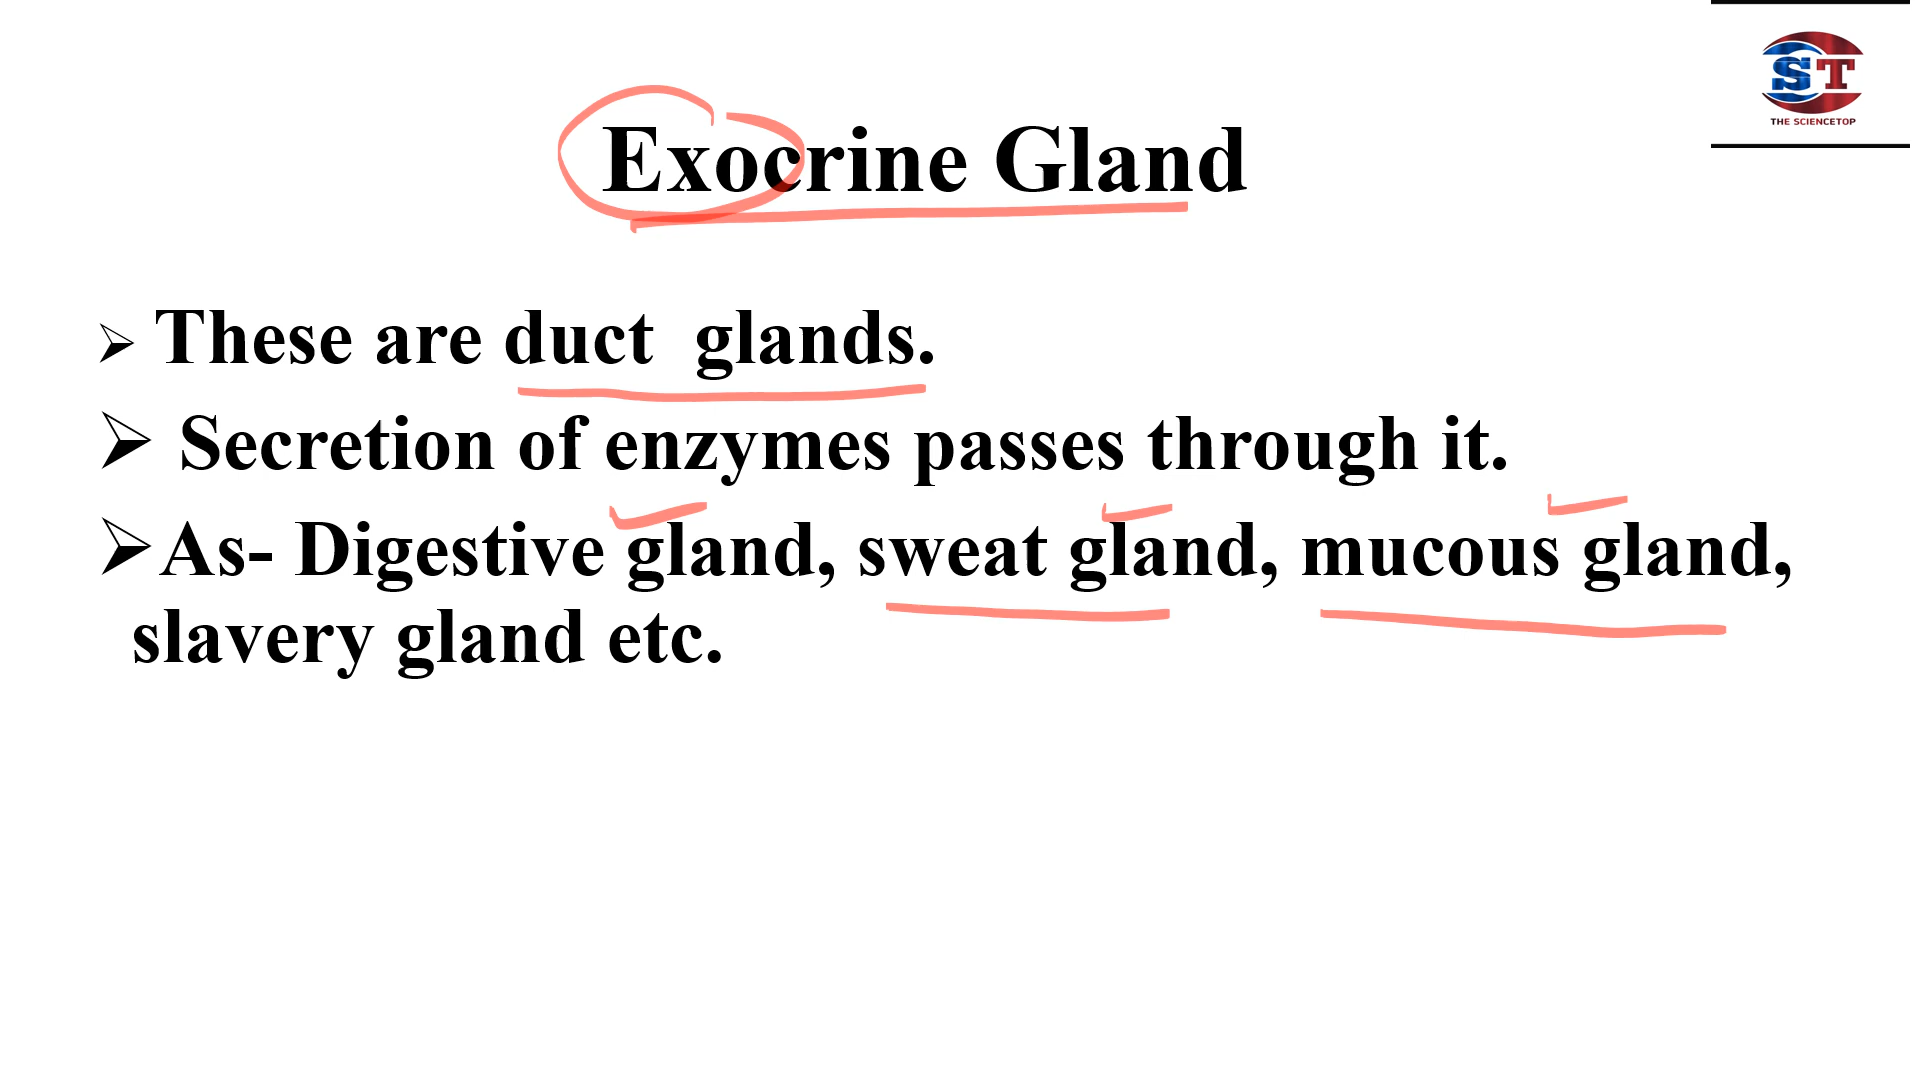 ST
THE SCIENCETOP
Exocrine Gland
➢ These are duct glands.
➢ Secretion of enzymes passes through it.
➢As- Digestive gland, sweat gland, mucous gland,
slavery gland etc.